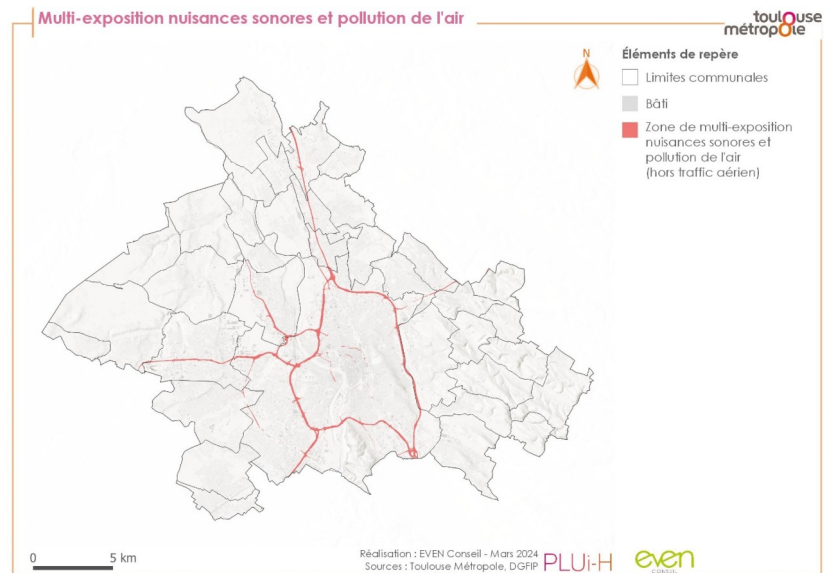 Multi-exposition nuisances sonores et pollution de l'air
toulouse
métropole
N
Éléments de repère
Limites communales
Bâti
Zone de multi-exposition
nuisances sonores et
pollution de l'air
(hors traffic aérien)
0 5 km
Réalisation : EVEN Conseil - Mars 2024
Sources : Toulouse Métropole, DGFIP
PLUi-H
even
CONSEIL